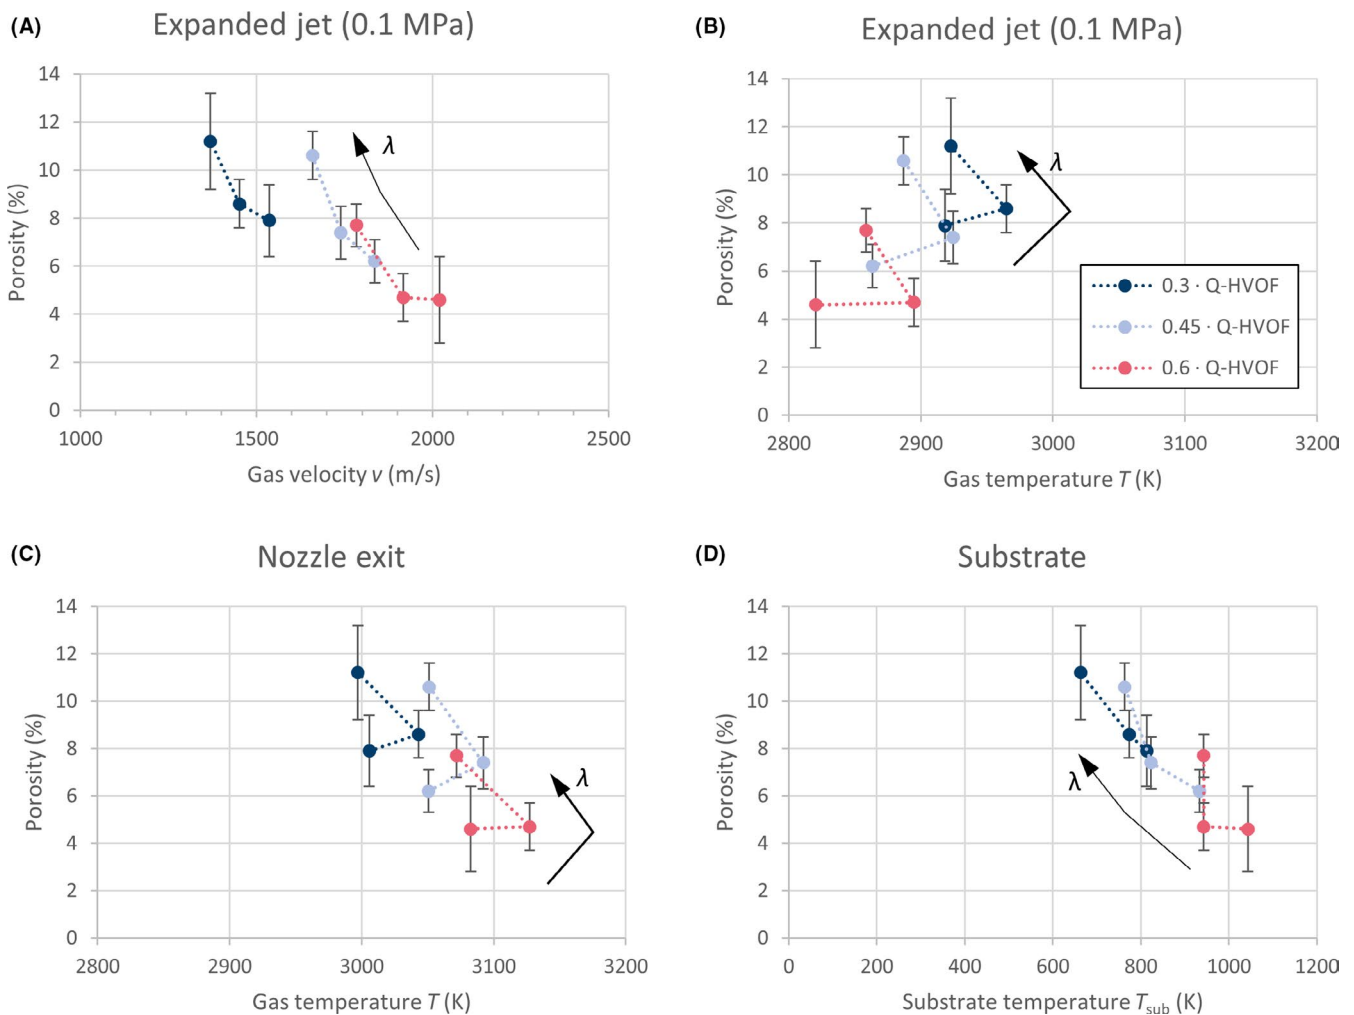 (A)
Expanded jet (0.1 MPa)
14
12
10
8
6
4
2
0
Porosity (%)
λ
1000
1500
2000
2500
Gas velocity v (m/s)
(B)
Expanded jet (0.1 MPa)
14
12
10
8
6
4
2
0
Porosity (%)
λ
0.3 · Q-HVOF
0.45 · Q-HVOF
0.6 · Q-HVOF
2800
2900
3000
3100
3200
Gas temperature T (K)
(C)
Nozzle exit
14
12
10
8
6
4
2
0
Porosity (%)
λ
2800
2900
3000
3100
3200
Gas temperature T (K)
(D)
Substrate
14
12
10
8
6
4
2
0
Porosity (%)
λ
0
200
400
600
800
1000
1200
Substrate temperature Tsub (K)